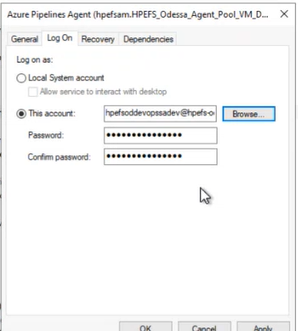 Azure Pipelines Agent (hpefsam.HPEFS_Odessa_Agent_Pool_VM_D...
General Log On Recovery Dependencies
Log on as:
Local System account
Allow service to interact with desktop
This account: hpefsoddevopssadev@hpefs-o Browse...
Password: •••••••••••••••
Confirm password: •••••••••••••••
OK Cancel Apply